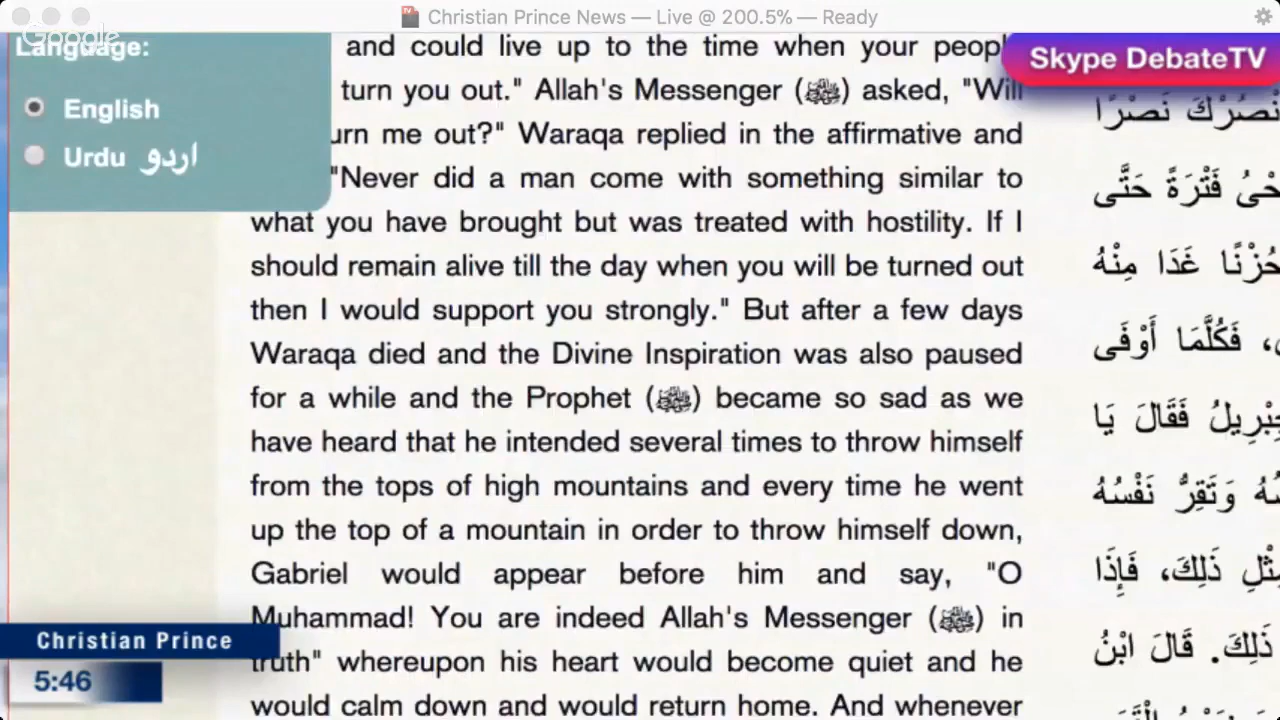 Christian Prince News — Live @ 200.5% — Ready
Google
Language:
English
Urdu اردو
Skype DebateTV
and could live up to the time when your peopl
turn you out." Allah's Messenger (ﷺ) asked, "Will
urn me out?" Waraqa replied in the affirmative and
"Never did a man come with something similar to
what you have brought but was treated with hostility. If I
should remain alive till the day when you will be turned out
then I would support you strongly." But after a few days
Waraqa died and the Divine Inspiration was also paused
for a while and the Prophet (ﷺ) became so sad as we
have heard that he intended several times to throw himself
from the tops of high mountains and every time he went
up the top of a mountain in order to throw himself down,
Gabriel would appear before him and say, "O
Muhammad! You are indeed Allah's Messenger (ﷺ) in
truth" whereupon his heart would become quiet and he
would calm down and would return home. And whenever
نْصُرْكَ نَصْرًا
حْىُ فَتْرَةً حَتَّى
حُزْنًا غَدَا مِنْهُ
، فَكُلَّمَا أَوْفَى
جِبْرِيلُ فَقَالَ يَا
سُهُ وَتَقِرُّ نَفْسُهُ
مِثْلِ ذَلِكَ، فَإِذَا
ذَلِكَ. قَالَ ابْنُ
Christian Prince
5:46